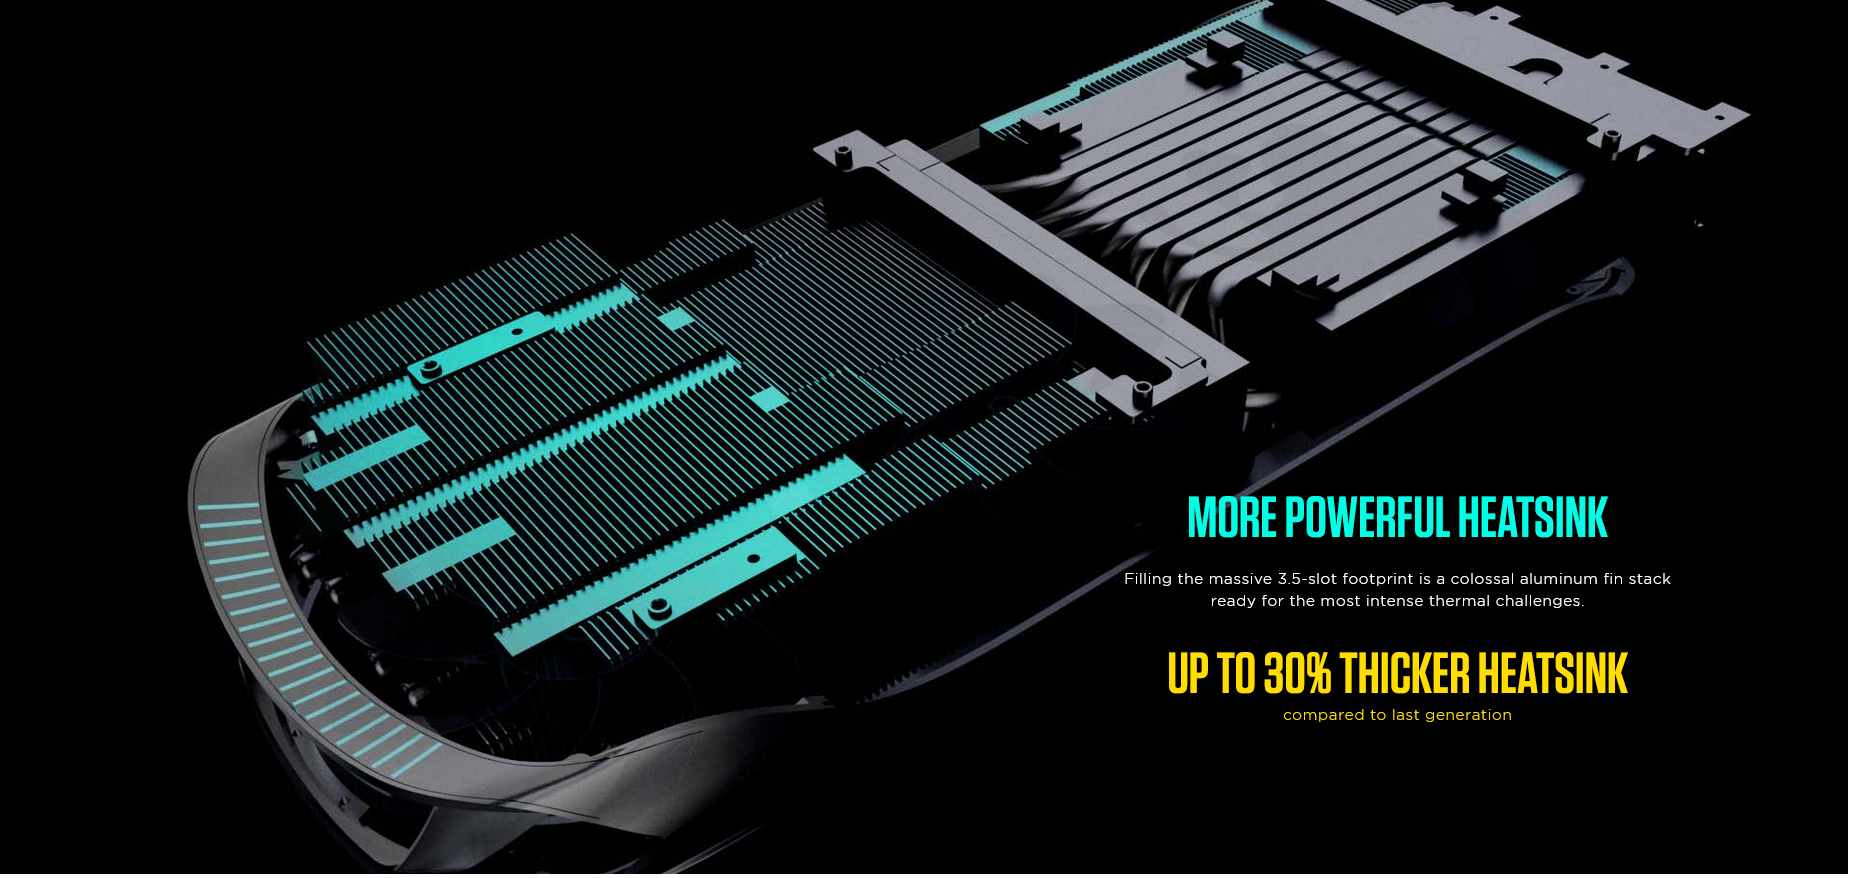 MORE POWERFUL HEATSINK
Filling the massive 3.5-slot footprint is a colossal aluminum fin stack
ready for the most intense thermal challenges.
UP TO 30% THICKER HEATSINK
compared to last generation